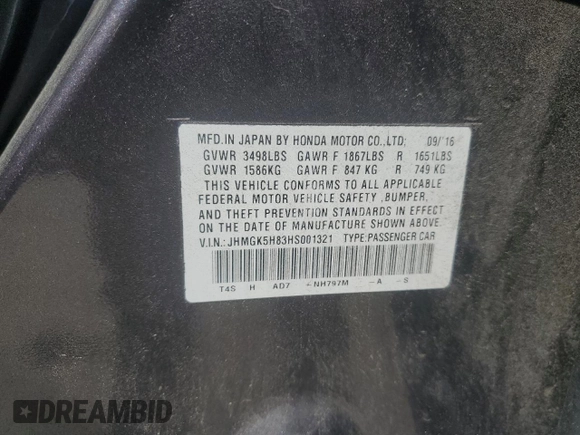 MFD.IN JAPAN BY HONDA MOTOR CO.,LTD; 09/'16
GVWR 3498LBS GAWR F 1867LBS R 1651LBS
GVWR 1586KG GAWR F 847 KG R 749 KG
THIS VEHICLE CONFORMS TO ALL APPLICABLE
FEDERAL MOTOR VEHICLE SAFETY ,BUMPER,
AND THEFT PREVENTION STANDARDS IN EFFECT
ON THE DATE OF MANUFACTURE SHOWN ABOVE.
V.I.N.:JHMGK5H83HS001321 TYPE:PASSENGER CAR
T4S H AD7 -NH797M -A -S
DREAMBID